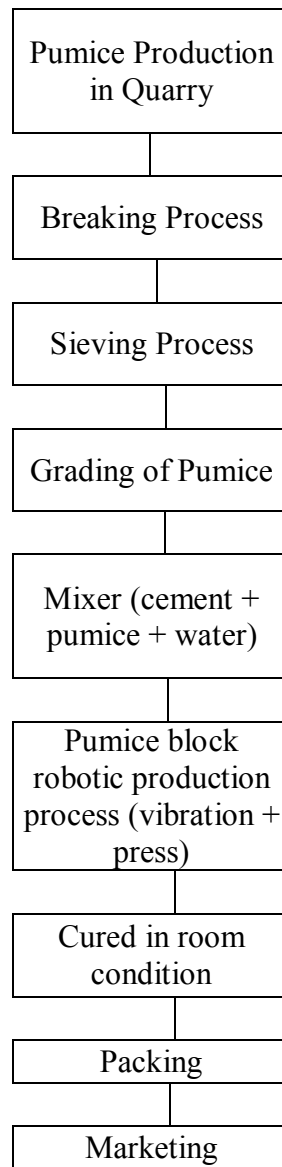 Pumice Production
in Quarry
Breaking Process
Sieving Process
Grading of Pumice
Mixer (cement +
pumice + water)
Pumice block
robotic production
process (vibration +
press)
Cured in room
condition
Packing
Marketing